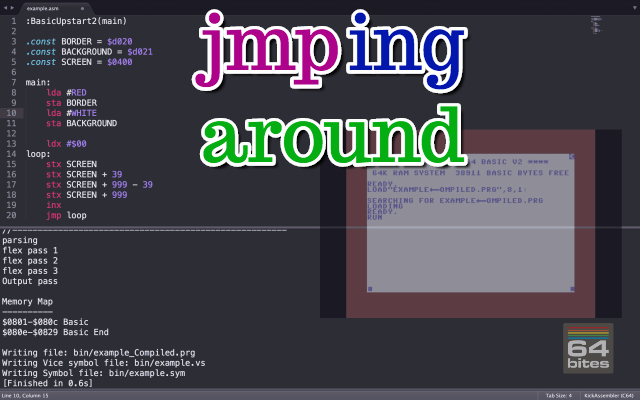 example.asm
jmping
around
1 :BasicUpstart2(main)
2
3 .const BORDER = $d020
4 .const BACKGROUND = $d021
5 .const SCREEN = $0400
6
7 main:
8 lda #RED
9 sta BORDER
10 lda #WHITE
11 sta BACKGROUND
12
13 ldx #$00
14 loop:
15 stx SCREEN
16 stx SCREEN + 39
17 stx SCREEN + 999 - 39
18 stx SCREEN + 999
19 inx
20 jmp loop
64 BASIC V2 ****
64K RAM SYSTEM 38911 BASIC BYTES FREE
READY.
LOAD"EXAMPLE←OMPILED.PRG",8,1:
SEARCHING FOR EXAMPLE←OMPILED.PRG
LOADING
READY.
RUN
//------------------------------------------------------
parsing
flex pass 1
flex pass 2
flex pass 3
Output pass
Memory Map
----------
$0801-$080c Basic
$080e-$0829 Basic End
Writing file: bin/example_Compiled.prg
Writing Vice symbol file: bin/example.vs
Writing Symbol file: bin/example.sym
[Finished in 0.6s]
64
bites
Line 10, Column 15
Tab Size: 4
KickAssembler (C64)